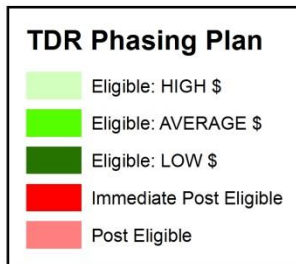 TDR Phasing Plan
Eligible: HIGH $
Eligible: AVERAGE $
Eligible: LOW $
Immediate Post Eligible
Post Eligible